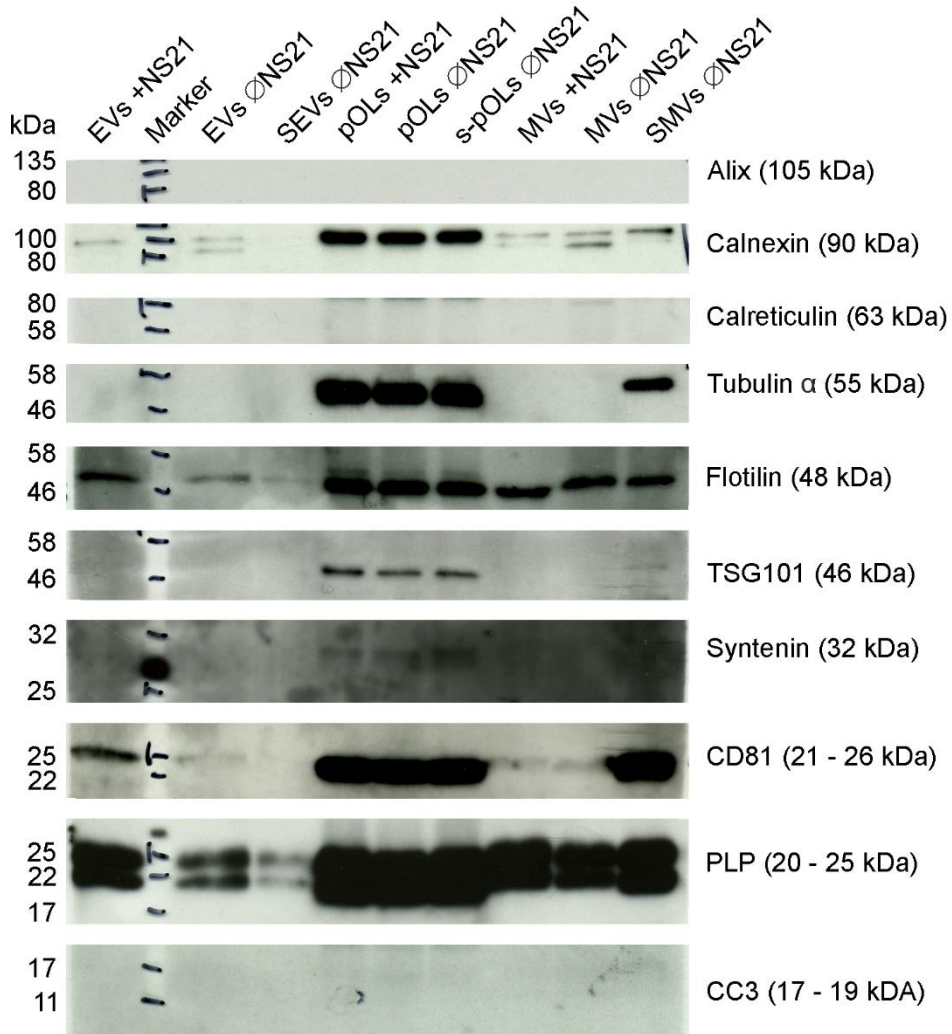 EVs +NS21
Marker
EVs ∅NS21
SEVs ∅NS21
pOLs +NS21
pOLs ∅NS21
s-pOLs ∅NS21
MVs +NS21
MVs ∅NS21
SMVs ∅NS21
kDa
135
80
Alix (105 kDa)
100
80
Calnexin (90 kDa)
80
58
Calreticulin (63 kDa)
58
46
Tubulin α (55 kDa)
58
46
Flotilin (48 kDa)
58
46
TSG101 (46 kDa)
32
25
Syntenin (32 kDa)
25
22
CD81 (21 - 26 kDa)
25
22
17
PLP (20 - 25 kDa)
17
11
CC3 (17 - 19 kDA)